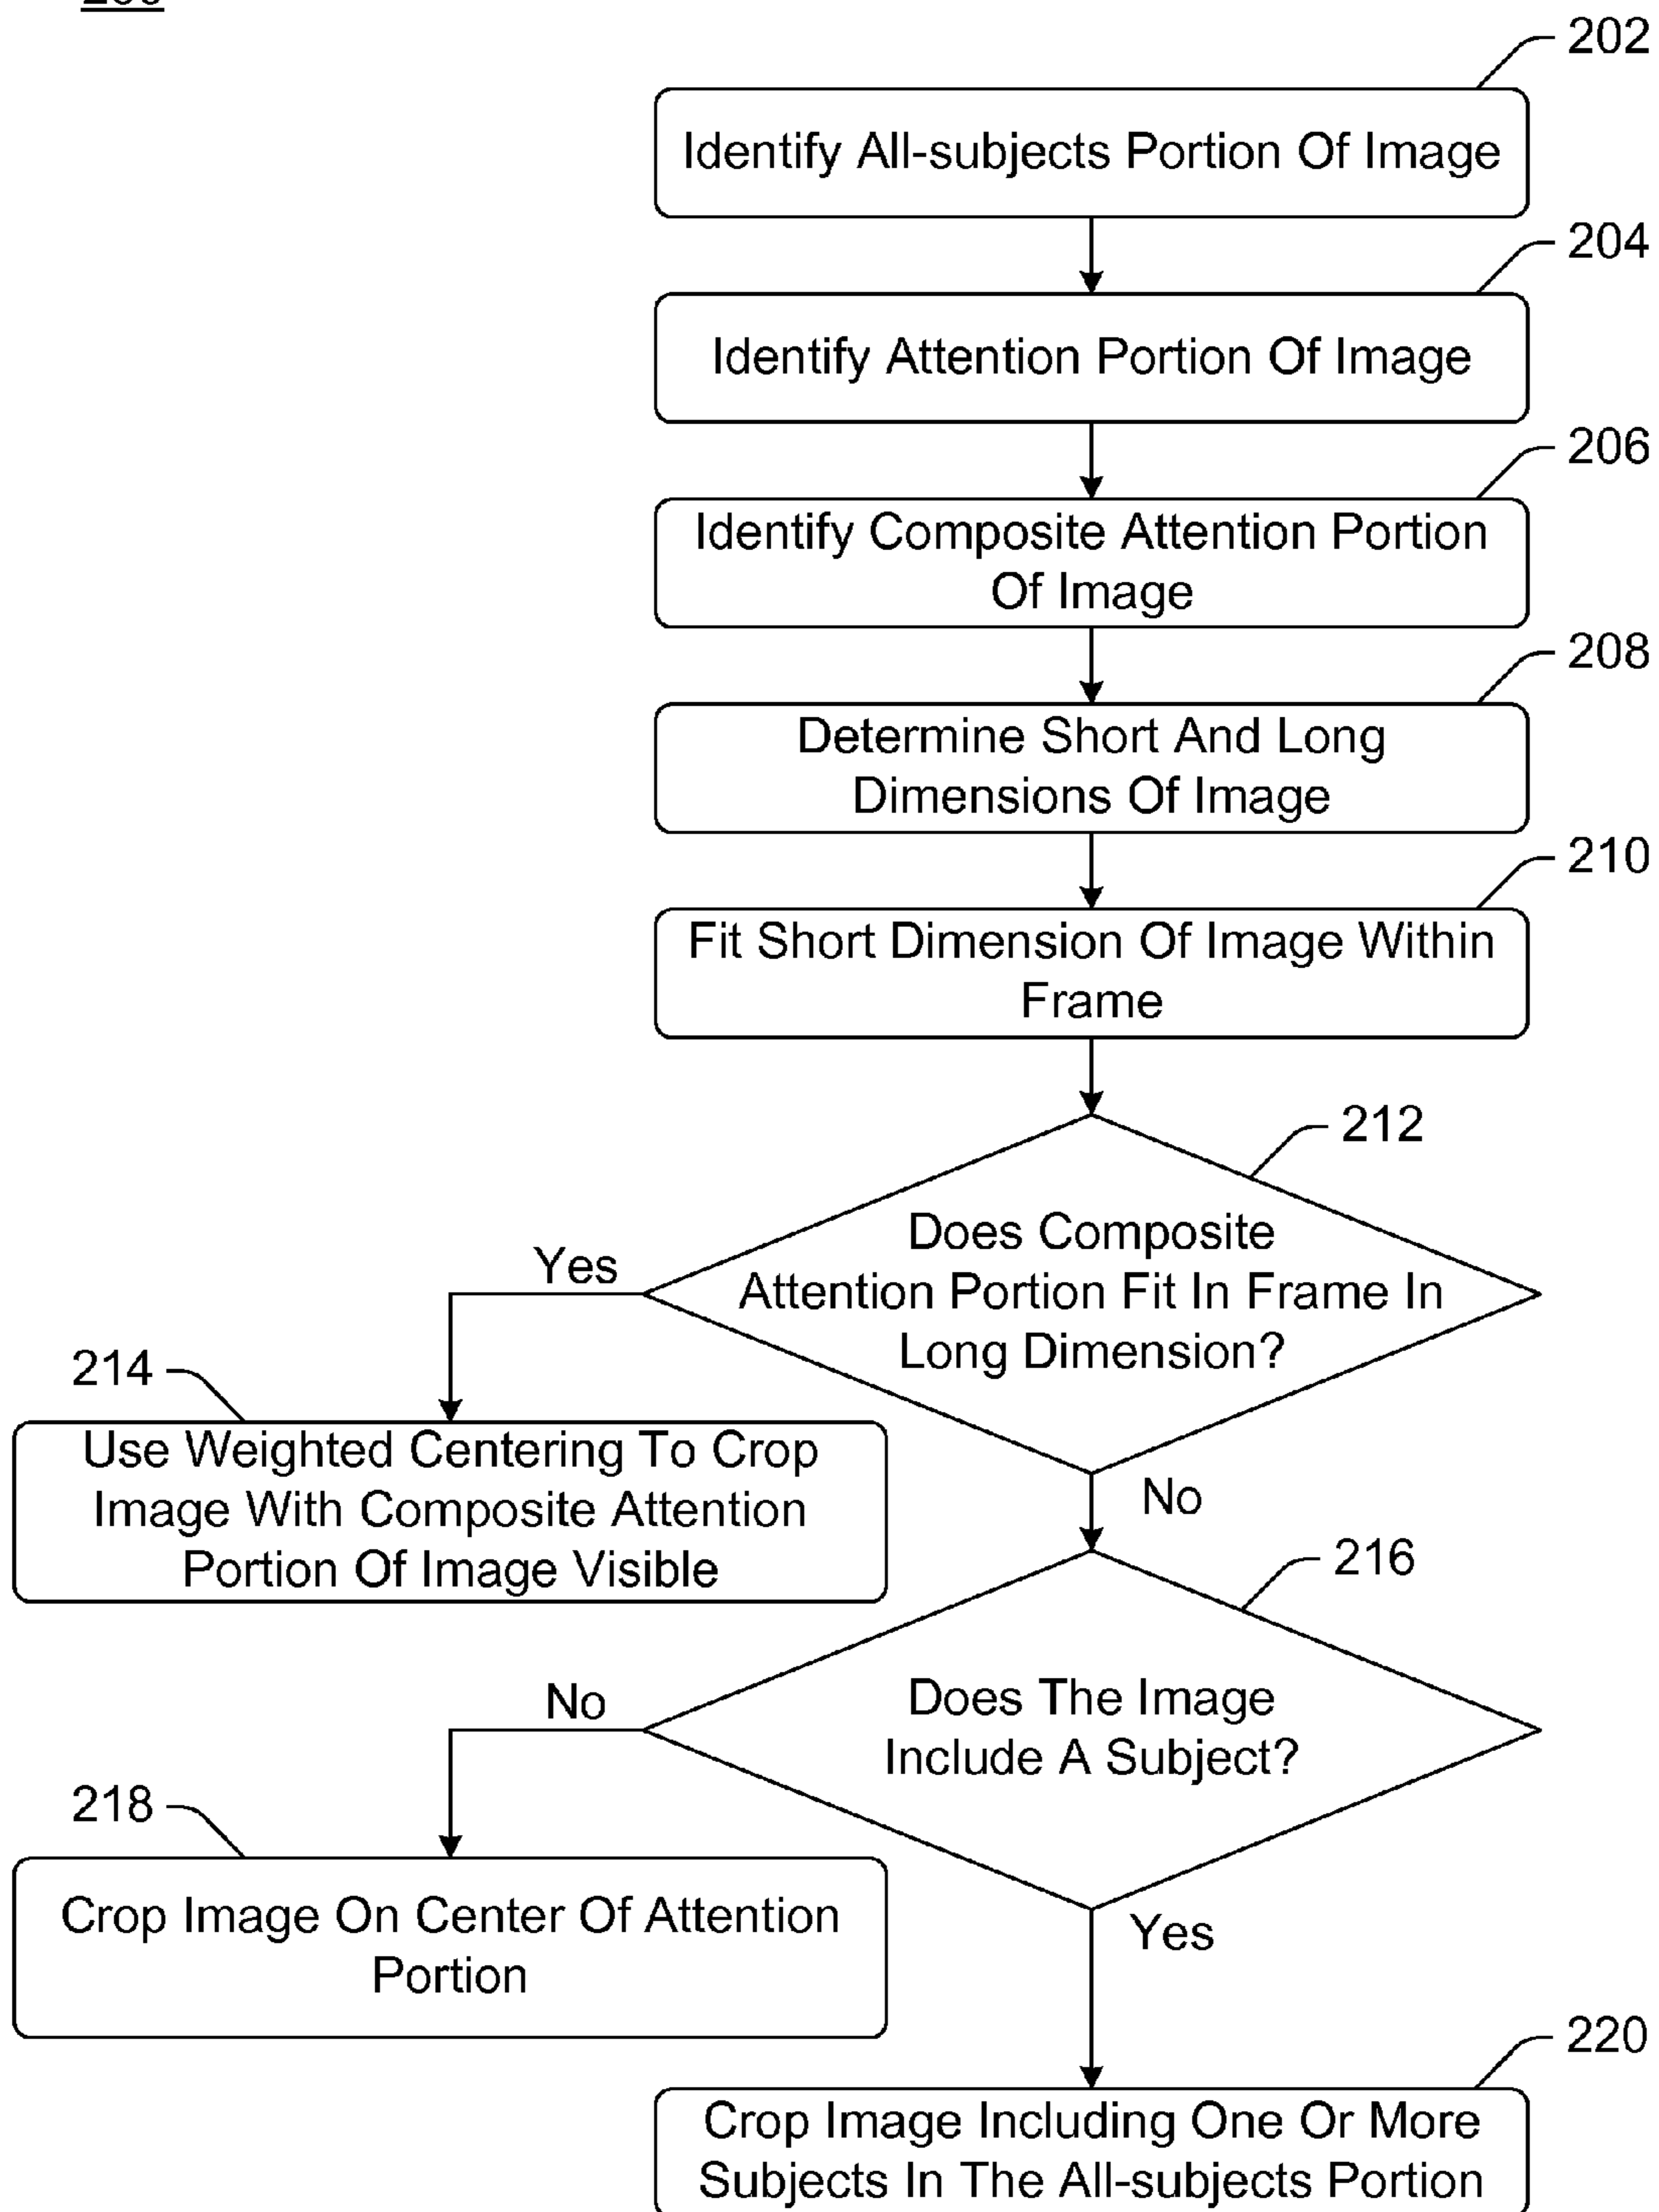 202
Identify All-subjects Portion Of Image
204
Identify Attention Portion Of Image
206
Identify Composite Attention Portion
Of Image
208
Determine Short And Long
Dimensions Of Image
210
Fit Short Dimension Of Image Within
Frame
212
Does Composite
Attention Portion Fit In Frame In
Long Dimension?
Yes
214
Use Weighted Centering To Crop
Image With Composite Attention
Portion Of Image Visible
No
216
Does The Image
Include A Subject?
No
218
Crop Image On Center Of Attention
Portion
Yes
220
Crop Image Including One Or More
Subjects In The All-subjects Portion